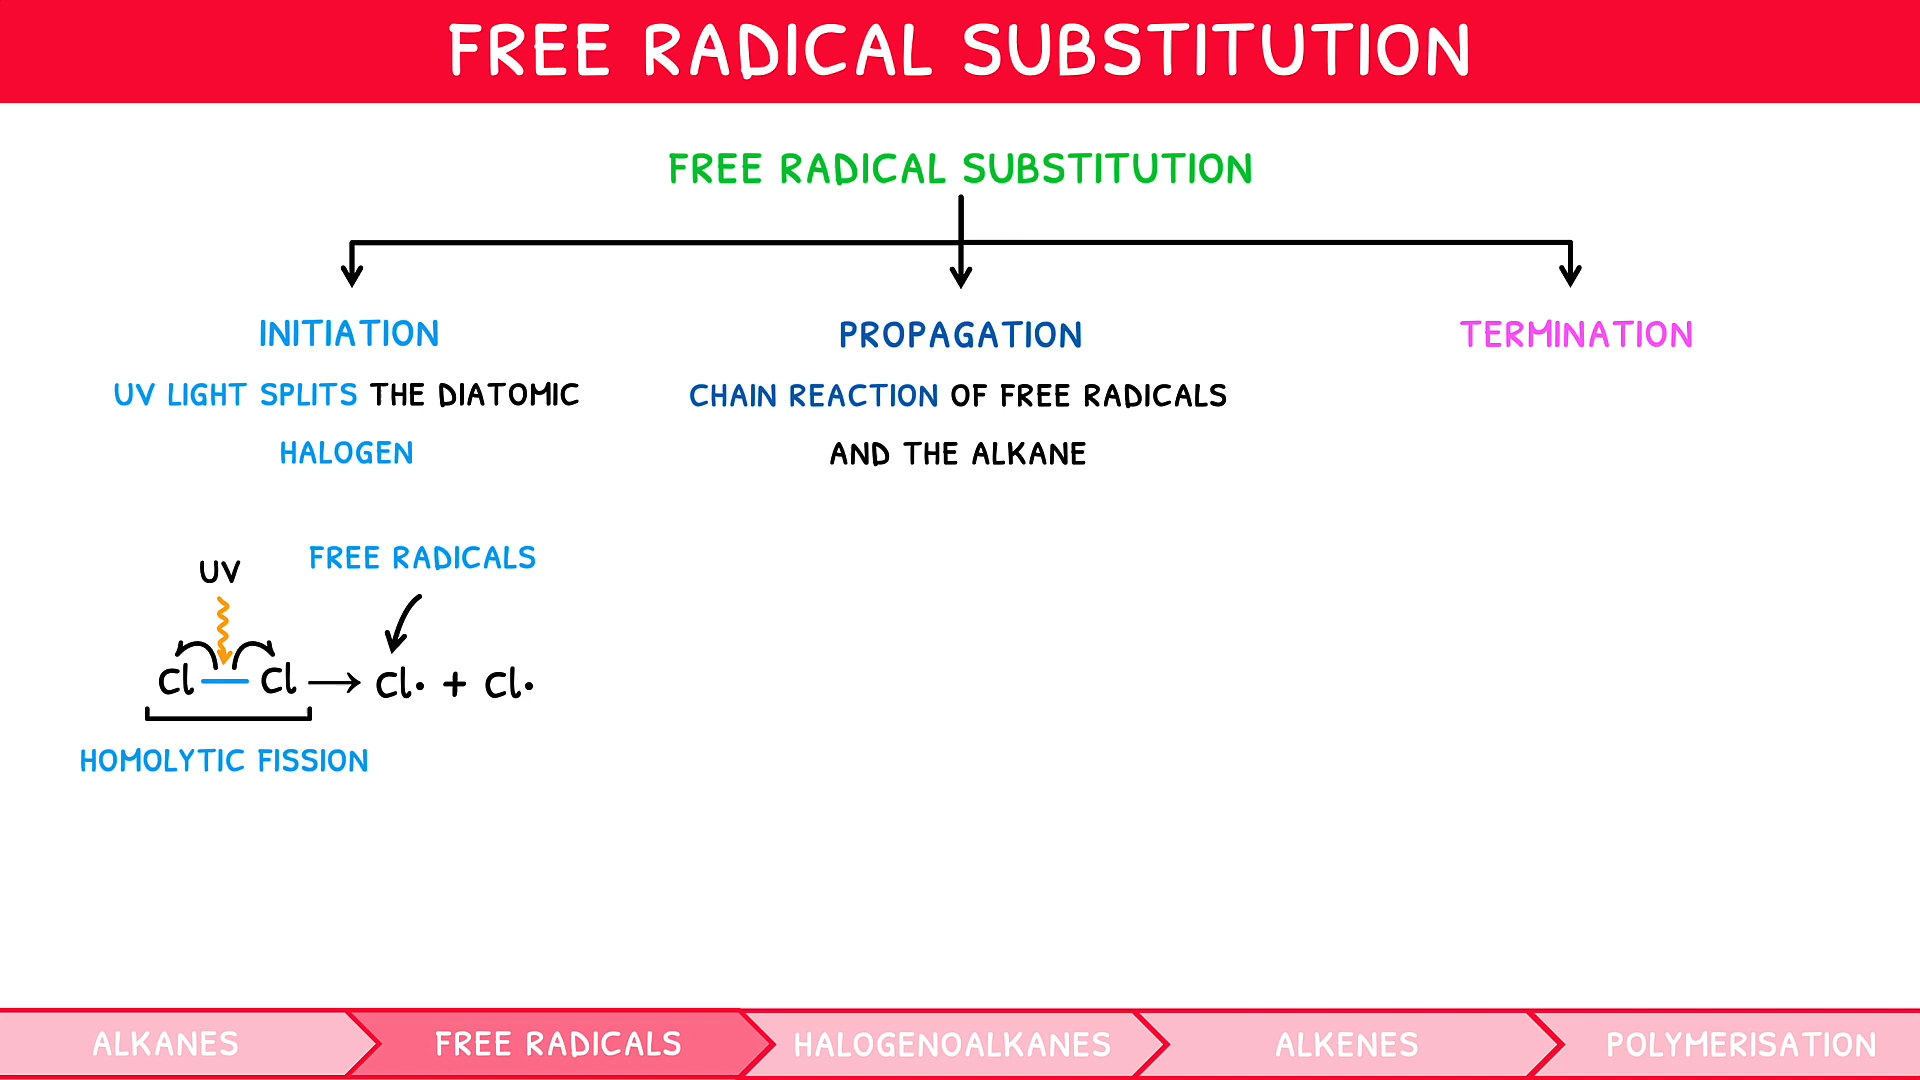 FREE RADICAL SUBSTITUTION
FREE RADICAL SUBSTITUTION
INITIATION
UV LIGHT SPLITS THE DIATOMIC
HALOGEN
PROPAGATION
CHAIN REACTION OF FREE RADICALS
AND THE ALKANE
TERMINATION
UV
FREE RADICALS
Cl — Cl → Cl• + Cl•
HOMOLYTIC FISSION
ALKANES
FREE RADICALS
HALOGENOALKANES
ALKENES
POLYMERISATION